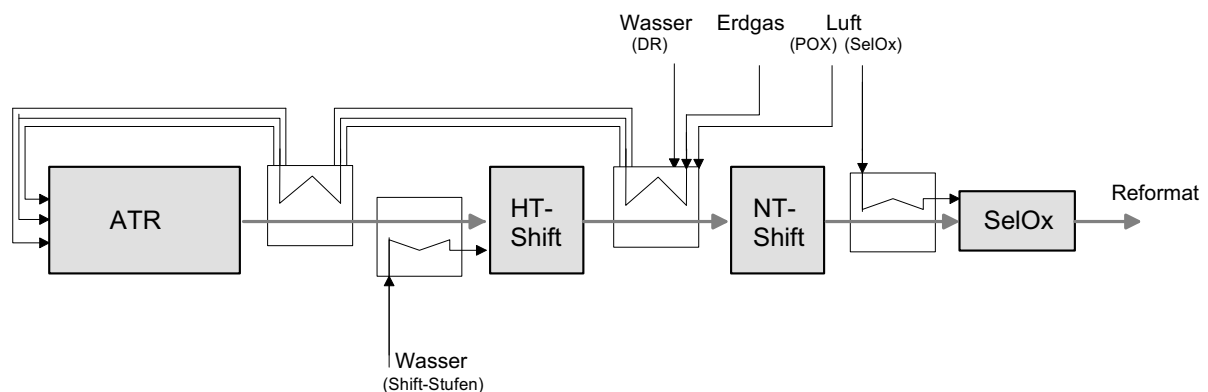 Wasser Erdgas Luft
(DR) (POX) (SelOx)
Reformat
ATR
HT-
Shift
NT-
Shift
SelOx
Wasser
(Shift-Stufen)